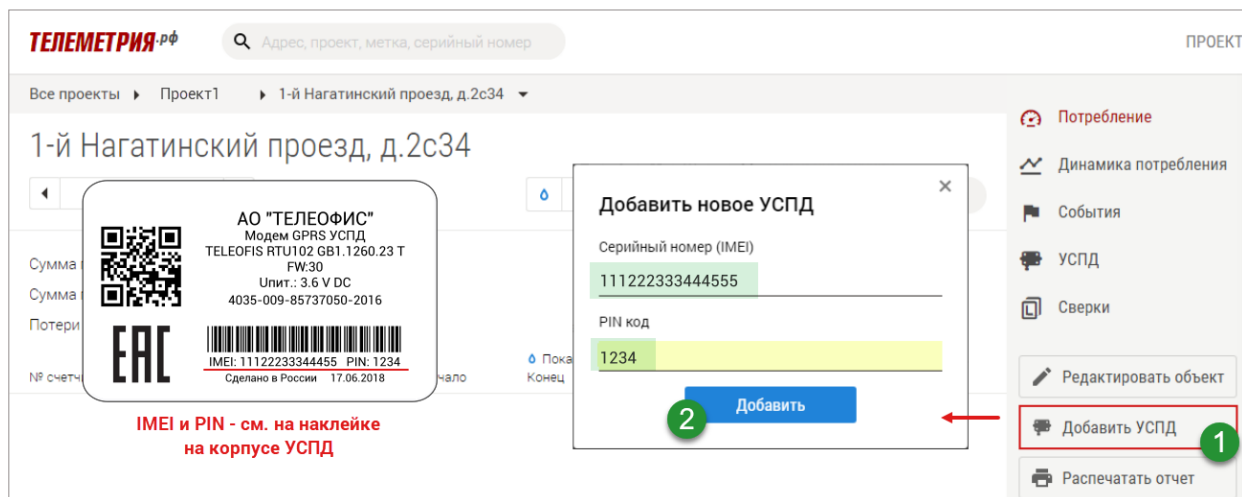 ТЕЛЕМЕТРИЯ.РФ
Адрес, проект, метка, серийный номер
ПРОЕКТ
Все проекты
Проект1
1-й Нагатинский проезд, д.2с34
1-й Нагатинский проезд, д.2с34
Сумма
Сумма
Потери
№ счетч
чало
Пока
Конец
АО "ТЕЛЕОФИС"
Модем GPRS УСПД
TELEOFIS RTU102 GB1.1260.23 T
FW:30
Uпит.: 3.6 V DC
4035-009-85737050-2016
EAC
IMEI: 11122233344455 PIN: 1234
Сделано в России 17.06.2018
IMEI и PIN - см. на наклейке
на корпусе УСПД
Добавить новое УСПД
Серийный номер (IMEI)
111222333444555
PIN код
1234
Добавить
2
Потребление
Динамика потребления
События
УСПД
Сверки
Редактировать объект
Добавить УСПД
1
Распечатать отчет